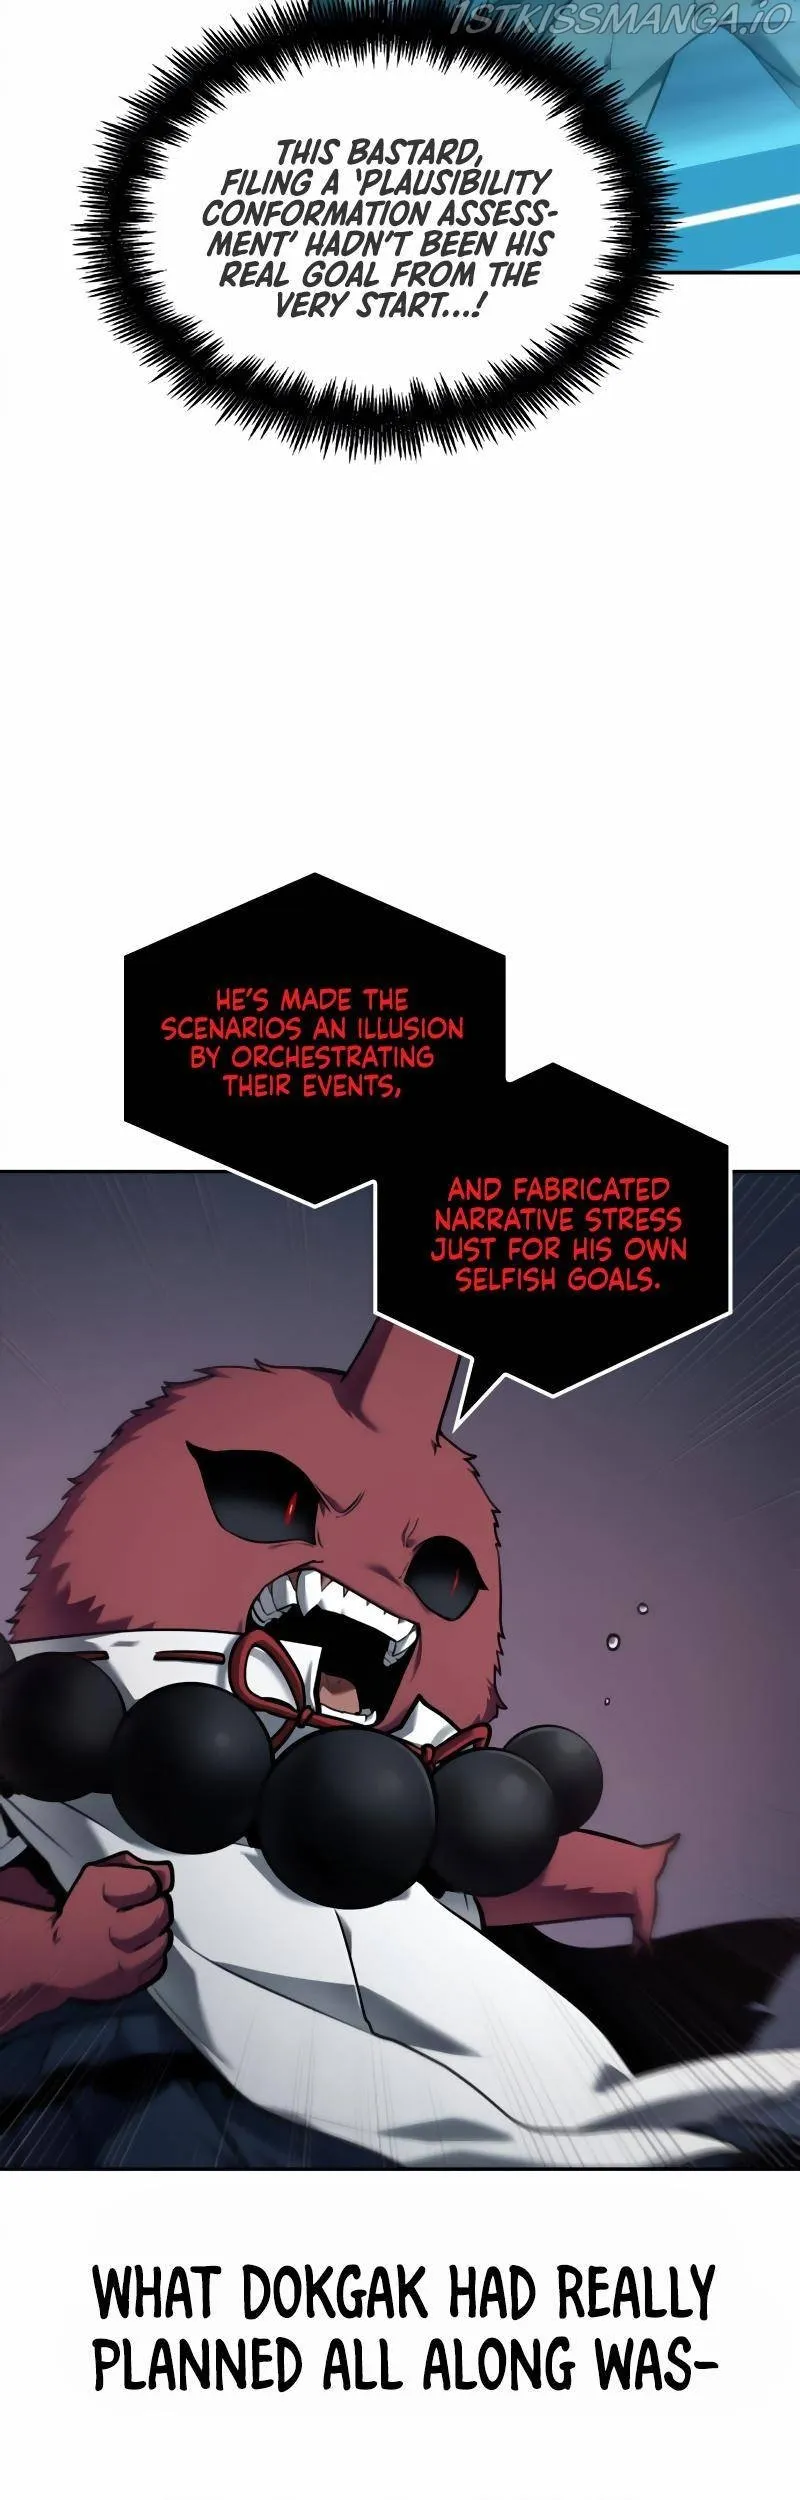 1STKISSMANGA.IO
THIS BASTARD,
FILING A 'PLAUSIBILITY
CONFORMATION ASSESS-
MENT' HADN'T BEEN HIS
REAL GOAL FROM THE
VERY START...!
HE'S MADE THE
SCENARIOS AN ILLUSION
BY ORCHESTRATING
THEIR EVENTS,
AND FABRICATED
NARRATIVE STRESS
JUST FOR HIS OWN
SELFISH GOALS.
WHAT DOKGAK HAD REALLY
PLANNED ALL ALONG WAS-